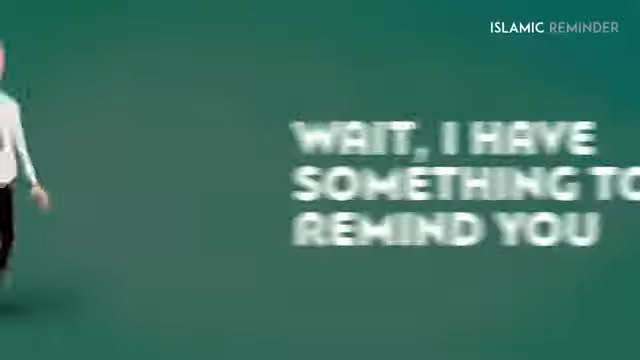 ISLAMIC REMINDER
WAIT, I HAVE
SOMETHING TO
REMIND YOU